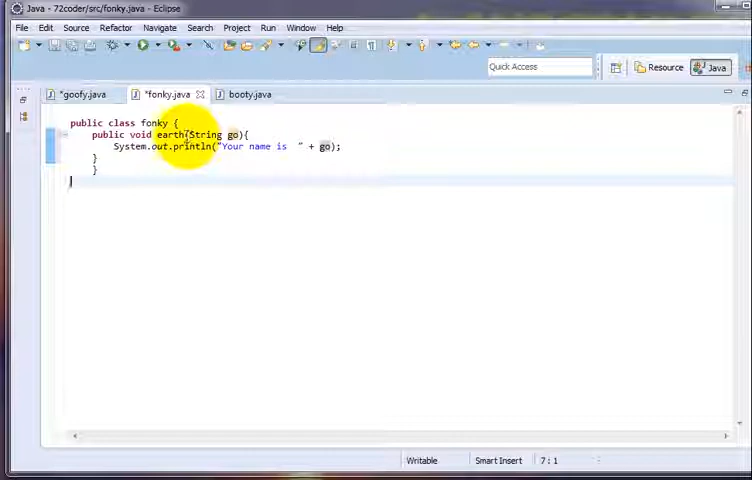 Java - 72coder/src/fonky.java - Eclipse
File Edit Source Refactor Navigate Search Project Run Window Help
Quick Access Resource Java
*goofy.java *fonky.java booty.java
public class fonky {
public void earth(String go){
System.out.println("Your name is  " + go);
}
}
Writable Smart Insert 7 : 1